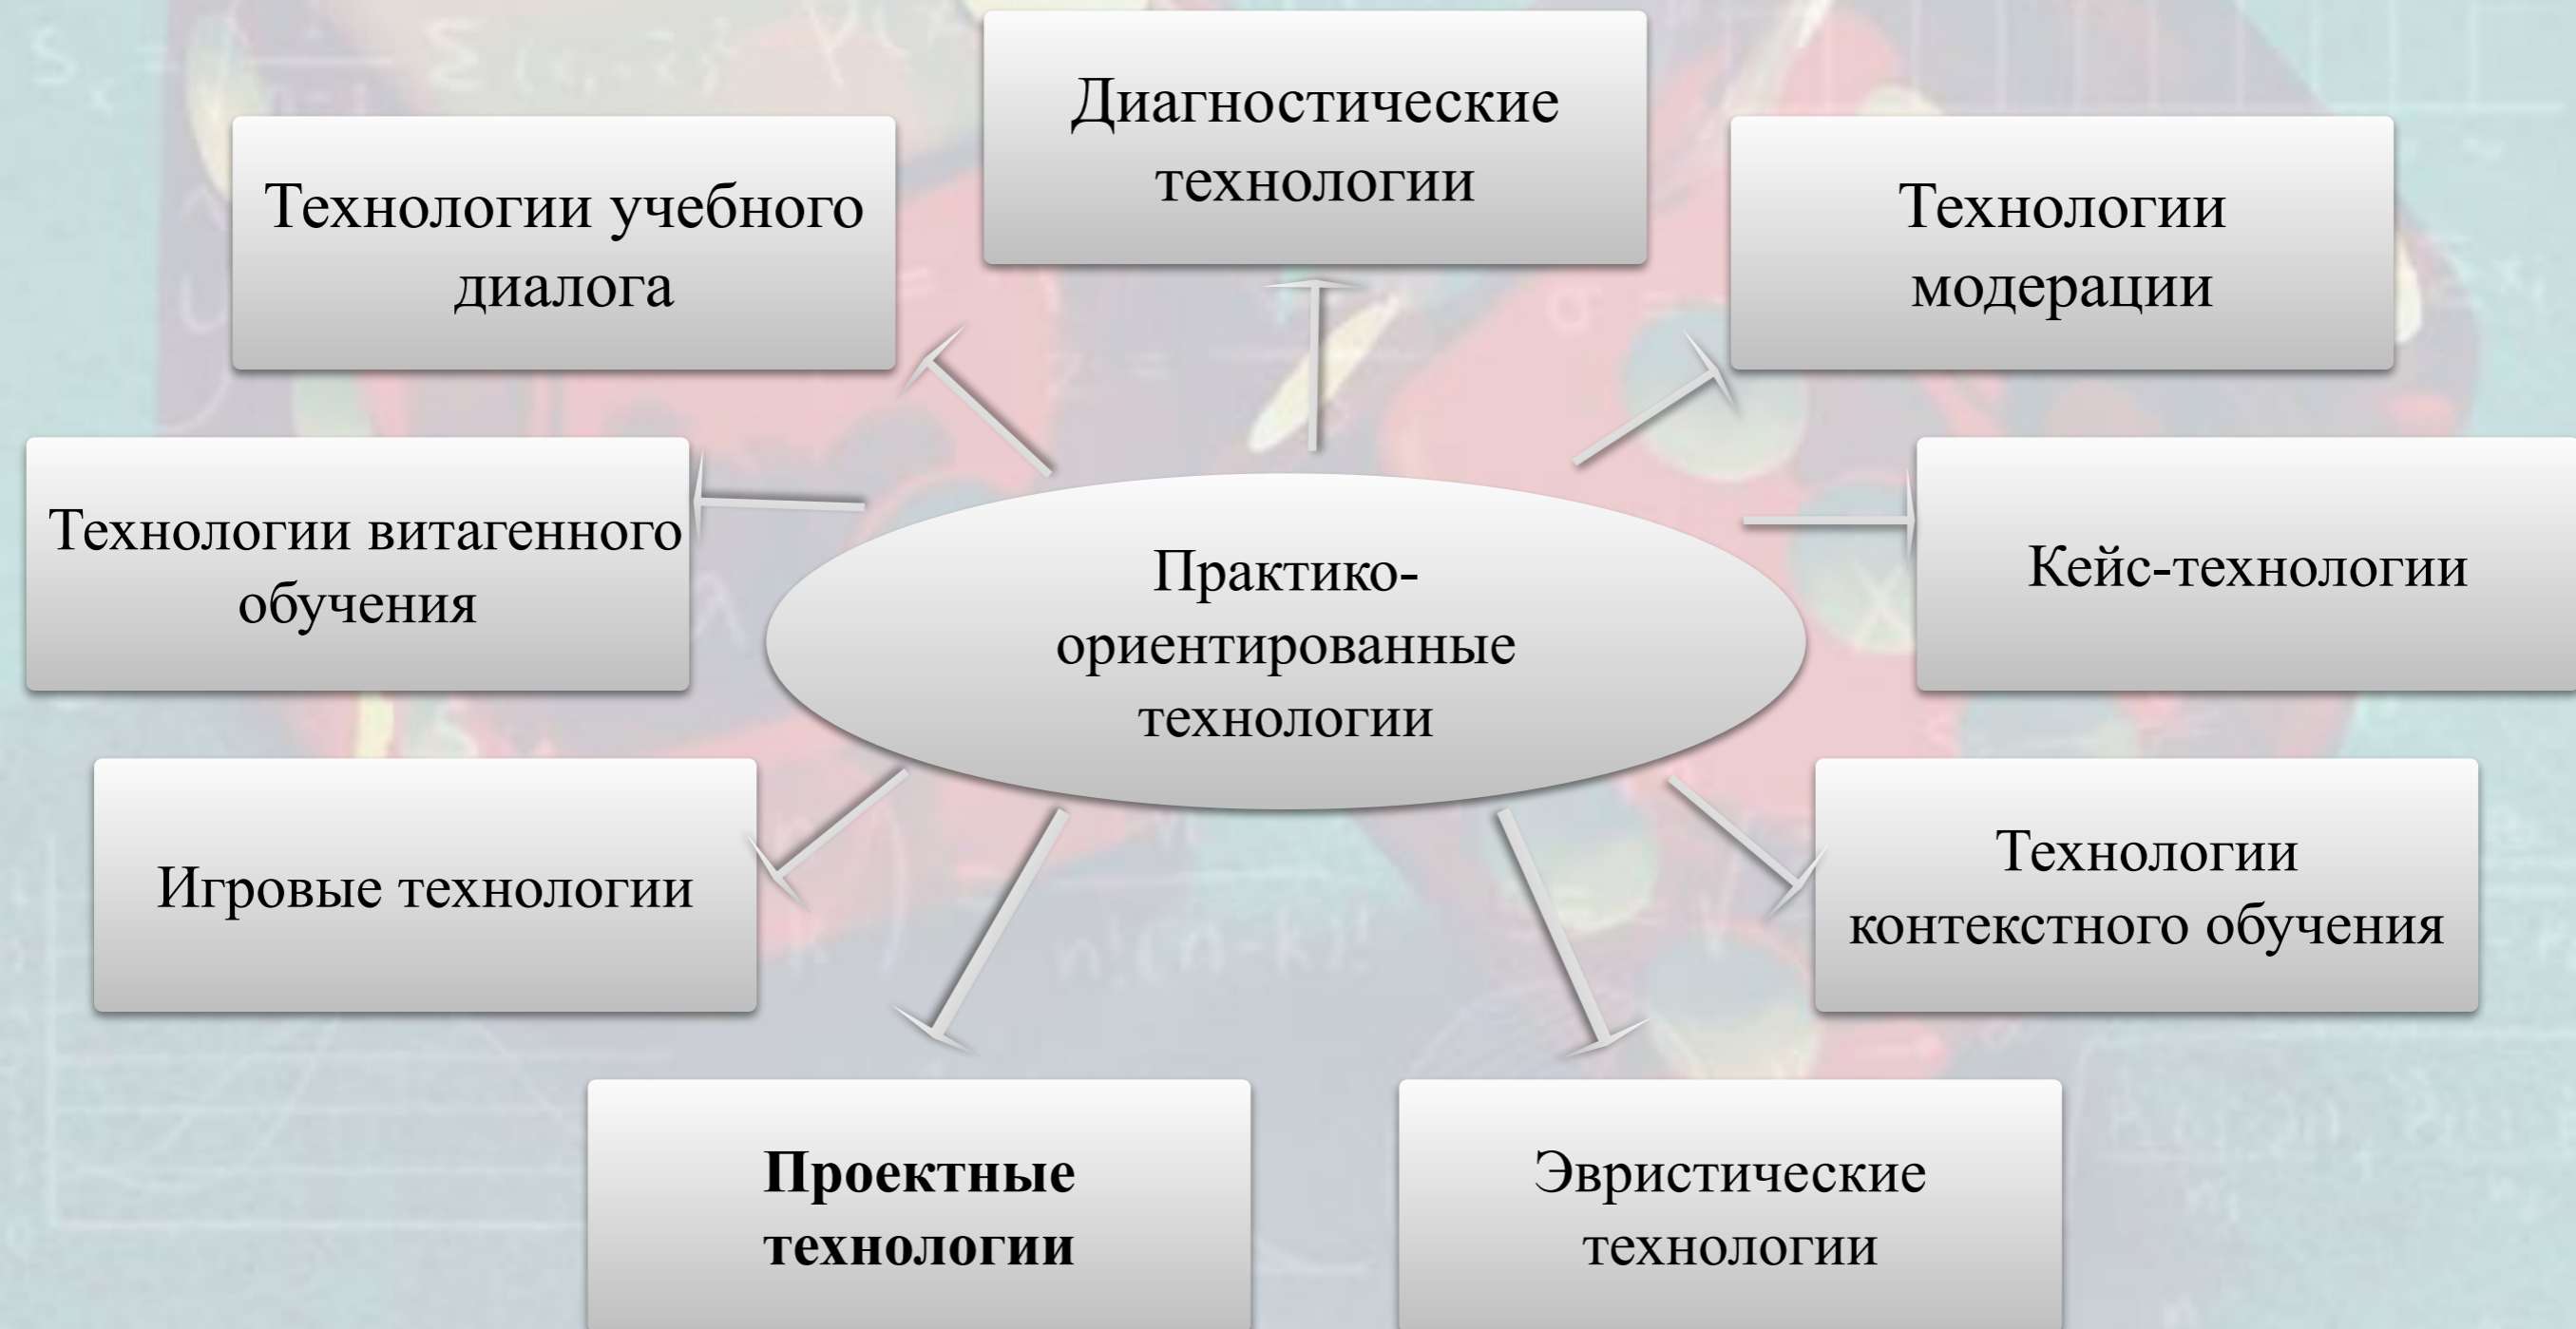 Диагностические
технологии
Технологии учебного
диалога
Технологии
модерации
Технологии витагенного
обучения
Практико-
ориентированные
технологии
Кейс-технологии
Игровые технологии
Технологии
контекстного обучения
Проектные
технологии
Эвристические
технологии